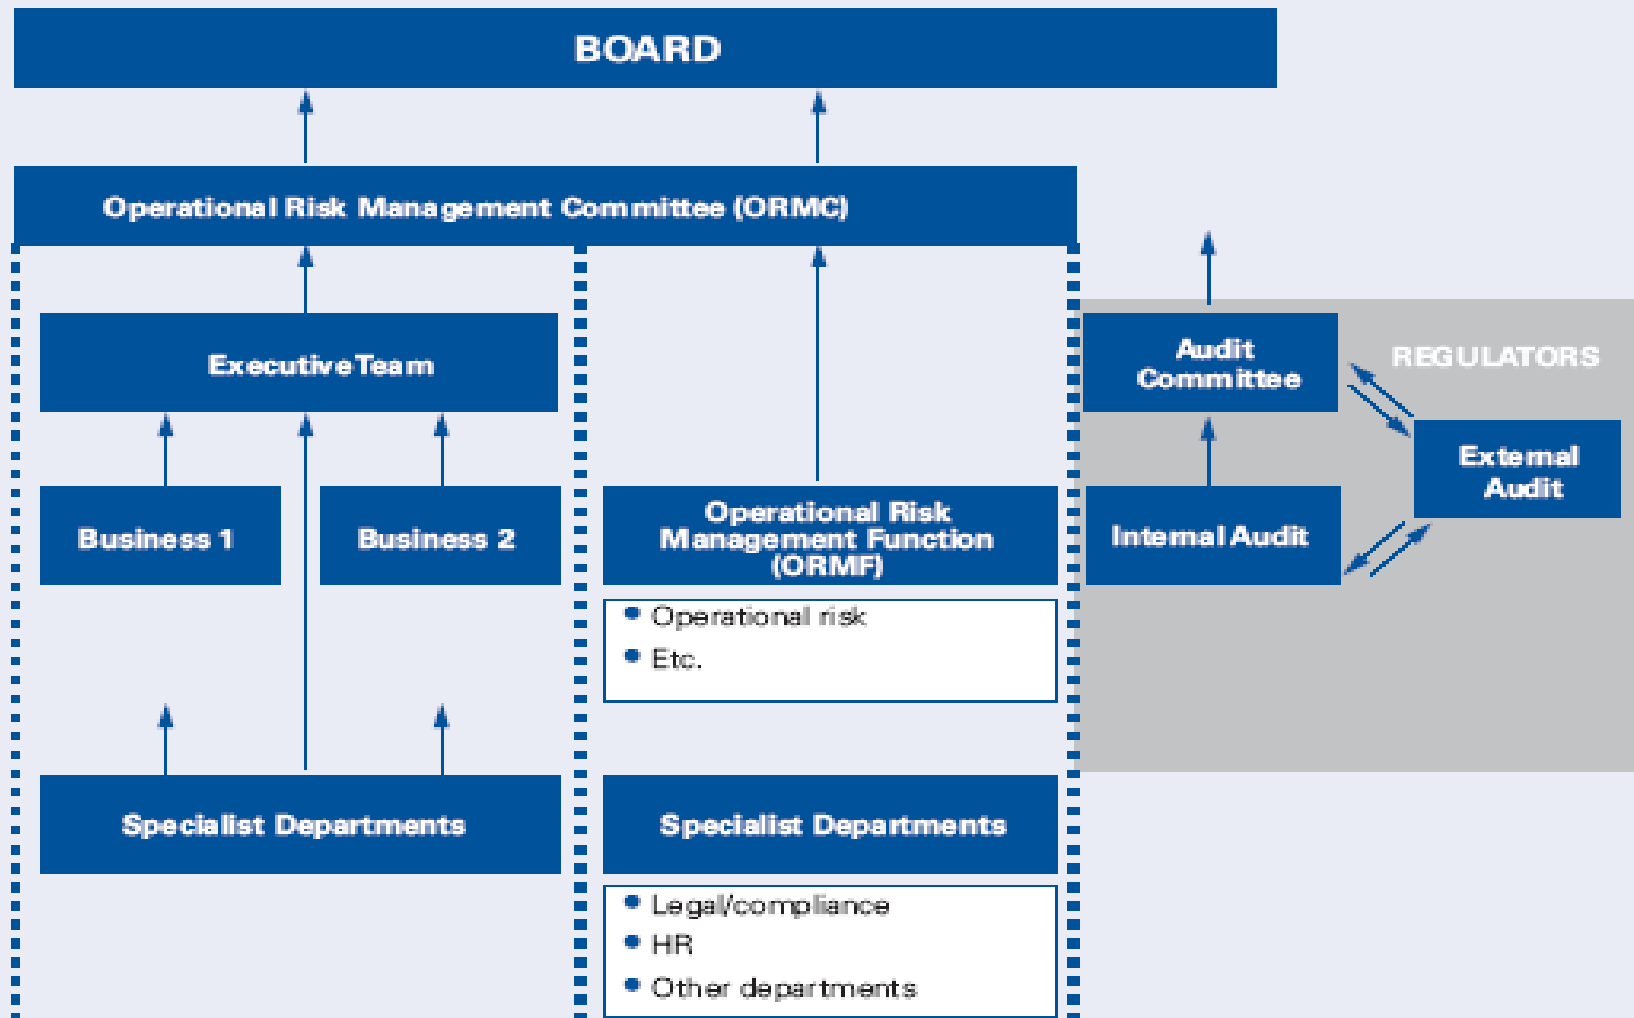 BOARD
Operational Risk Management Committee (ORMC)
Executive Team
Audit
Committee
REGULATORS
External
Audit
Business 1
Business 2
Operational Risk
Management Function
(ORMF)
Internal Audit
• Operational risk
• Etc.
Specialist Departments
Specialist Departments
• Legal/compliance
• HR
• Other departments